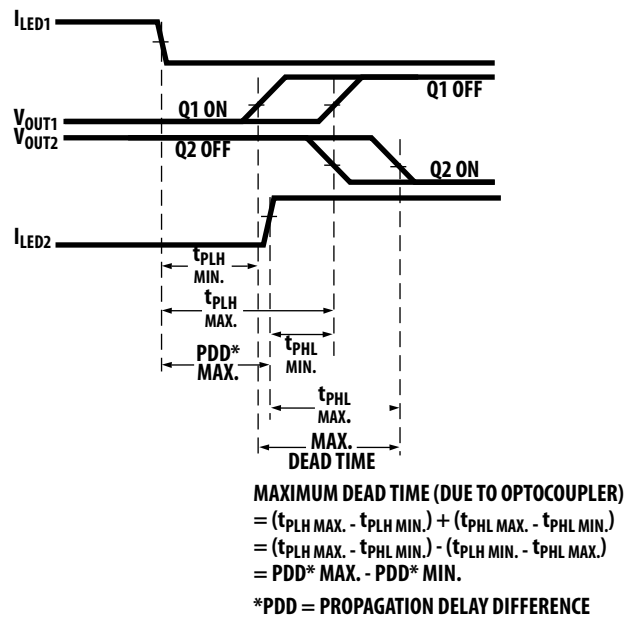 ILED1
Q1 ON
Q1 OFF
VOUT1
VOUT2
Q2 OFF
Q2 ON
ILED2
tPLH
MIN.
tPLH
MAX.
PDD*
MAX.
tPHL
MIN.
tPHL
MAX.
MAX.
DEAD TIME
MAXIMUM DEAD TIME (DUE TO OPTOCOUPLER)
= (tPLH MAX. - tPLH MIN.) + (tPHL MAX. - tPHL MIN.)
= (tPLH MAX. - tPHL MIN.) - (tPLH MIN. - tPHL MAX.)
= PDD* MAX. - PDD* MIN.
*PDD = PROPAGATION DELAY DIFFERENCE